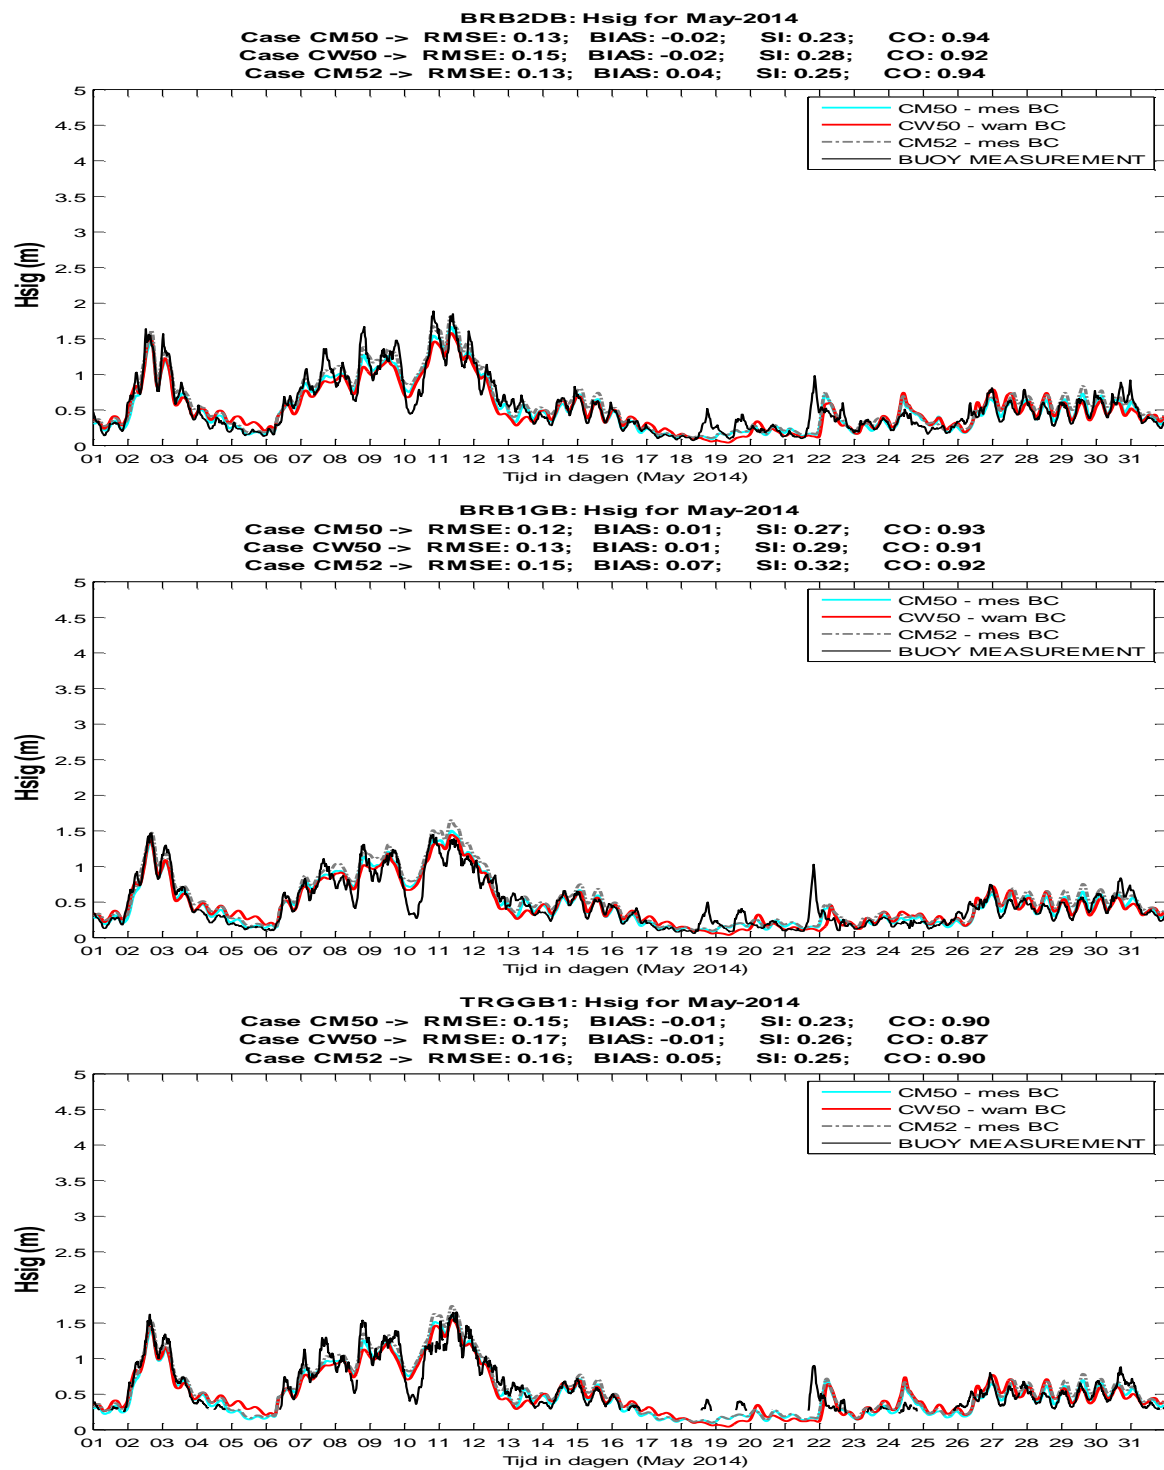 BRB2DB: Hsig for May-2014
Case CM50 -> RMSE: 0.13; BIAS: -0.02; SI: 0.23; CO: 0.94
Case CW50 -> RMSE: 0.15; BIAS: -0.02; SI: 0.28; CO: 0.92
Case CM52 -> RMSE: 0.13; BIAS: 0.04; SI: 0.25; CO: 0.94
5
4.5
4
3.5
3
2.5
2
1.5
1
0.5
0
Hsig (m)
CM50 - mes BC
CW50 - wam BC
CM52 - mes BC
BUOY MEASUREMENT
01 02 03 04 05 06 07 08 09 10 11 12 13 14 15 16 17 18 19 20 21 22 23 24 25 26 27 28 29 30 31
Tijd in dagen (May 2014)
BRB1GB: Hsig for May-2014
Case CM50 -> RMSE: 0.12; BIAS: 0.01; SI: 0.27; CO: 0.93
Case CW50 -> RMSE: 0.13; BIAS: 0.01; SI: 0.29; CO: 0.91
Case CM52 -> RMSE: 0.15; BIAS: 0.07; SI: 0.32; CO: 0.92
5
4.5
4
3.5
3
2.5
2
1.5
1
0.5
0
Hsig (m)
CM50 - mes BC
CW50 - wam BC
CM52 - mes BC
BUOY MEASUREMENT
01 02 03 04 05 06 07 08 09 10 11 12 13 14 15 16 17 18 19 20 21 22 23 24 25 26 27 28 29 30 31
Tijd in dagen (May 2014)
TRGGB1: Hsig for May-2014
Case CM50 -> RMSE: 0.15; BIAS: -0.01; SI: 0.23; CO: 0.90
Case CW50 -> RMSE: 0.17; BIAS: -0.01; SI: 0.26; CO: 0.87
Case CM52 -> RMSE: 0.16; BIAS: 0.05; SI: 0.25; CO: 0.90
5
4.5
4
3.5
3
2.5
2
1.5
1
0.5
0
Hsig (m)
CM50 - mes BC
CW50 - wam BC
CM52 - mes BC
BUOY MEASUREMENT
01 02 03 04 05 06 07 08 09 10 11 12 13 14 15 16 17 18 19 20 21 22 23 24 25 26 27 28 29 30 31
Tijd in dagen (May 2014)